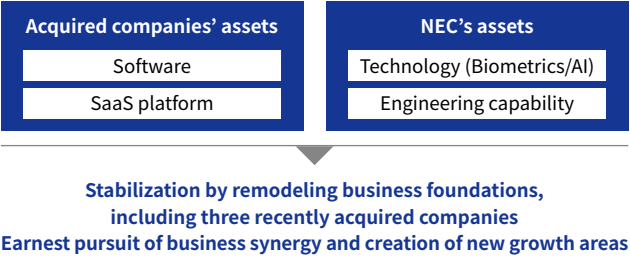 Acquired companies’ assets
Software
SaaS platform
NEC’s assets
Technology (Biometrics/AI)
Engineering capability
Stabilization by remodeling business foundations,
including three recently acquired companies
Earnest pursuit of business synergy and creation of new growth areas